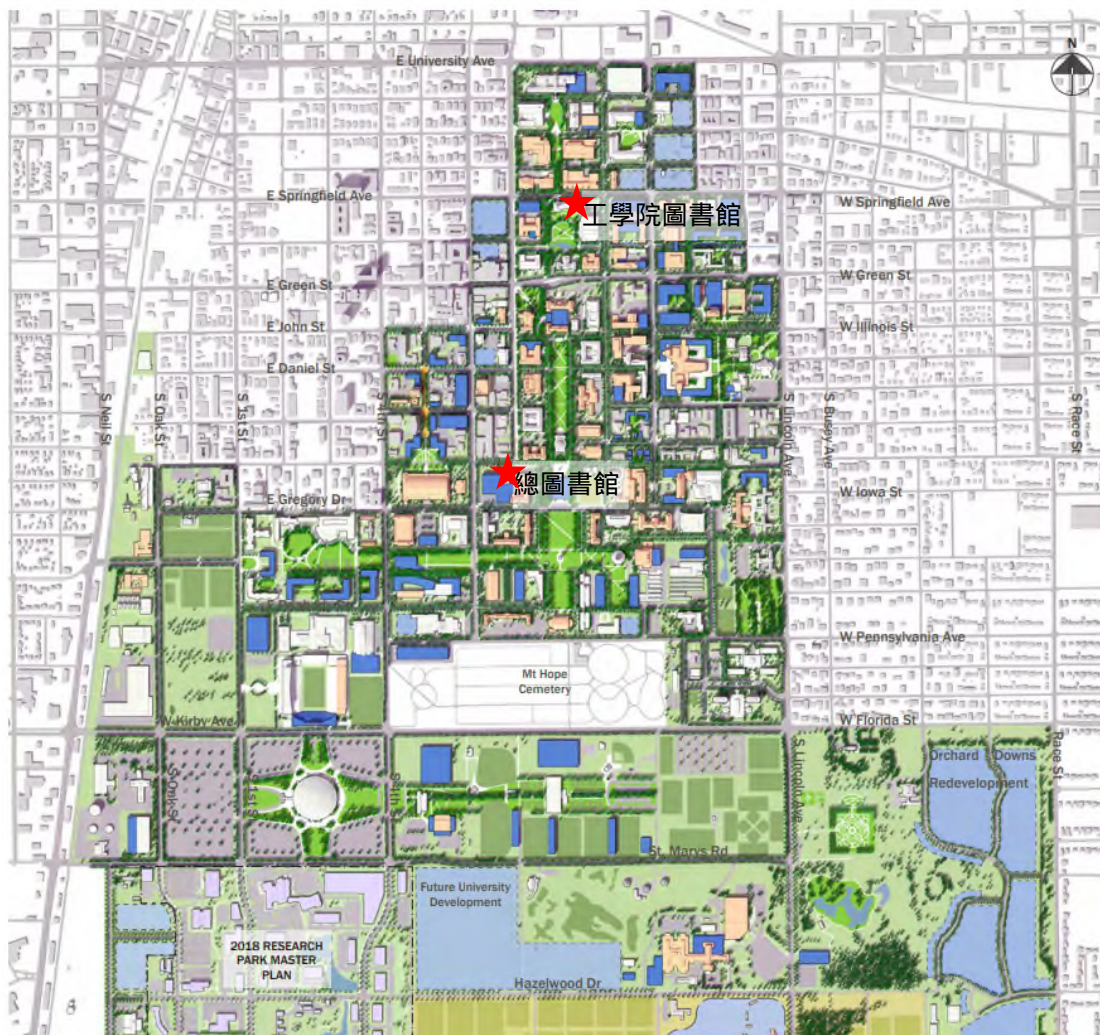 N
E University Ave
E Springfield Ave
W Springfield Ave
工學院圖書館
E Green St
W Green St
E John St
W Illinois St
E Daniel St
S Neil St
S Oak St
S 1st St
S 4th St
S Lincoln Ave
S Busey Ave
S Race St
總圖書館
E Gregory Dr
W Iowa St
W Pennsylvania Ave
Mt Hope
Cemetery
W Kirby Ave
W Florida St
S Oak St
S 1st St
S 4th St
S Lincoln Ave
Race St
Orchard Downs
Redevelopment
St. Marys Rd
Future University
Development
2018 RESEARCH
PARK MASTER
PLAN
Hazelwood Dr